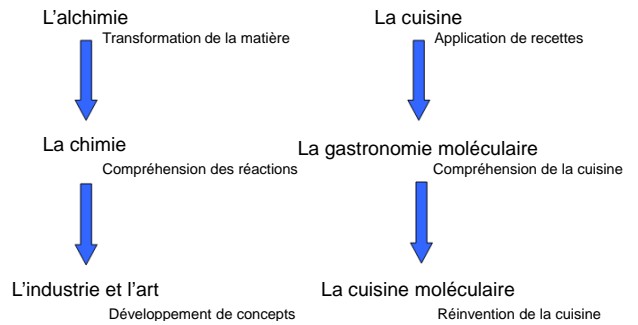 L'alchimie
Transformation de la matière
La chimie
Compréhension des réactions
L'industrie et l'art
Développement de concepts
La cuisine
Application de recettes
La gastronomie moléculaire
Compréhension de la cuisine
La cuisine moléculaire
Réinvention de la cuisine